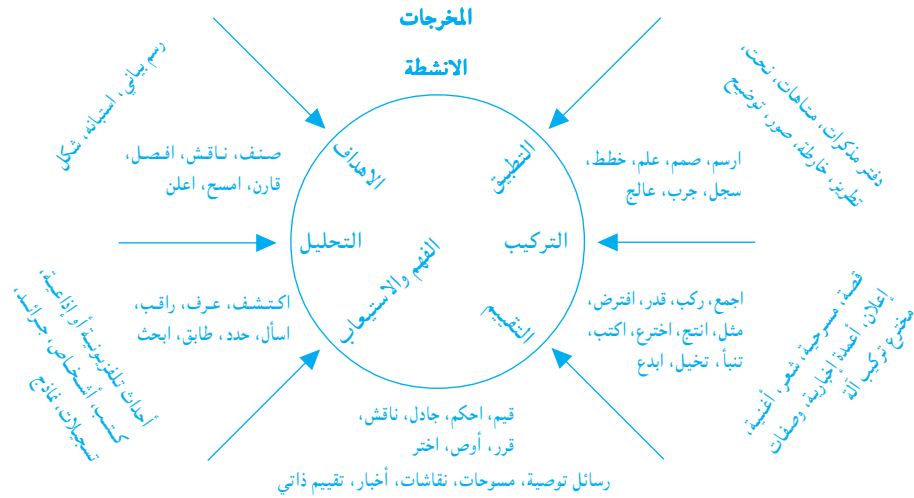 المخرجات
الانشطة
دفتر مذكرات، متاهات، نحت،
تطريز، خارطة، صور، توضيح
ارسم، صمم، علم، خطط،
سجل، جرب، عالج
التطبيق
الاهداف
صنف، ناقش، افصل،
قارن، امسح، اعلن
رسم بياني، استبانه، شكل
التركيب
التحليل
قصة، مسرحية، شعر، أغنية،
إعلان، أعمدة أخبارية، وصفات
مخترع تركيب آلة
اجمع، ركب، قدر، افترض،
مثل، انتج، اخترع، اكتب،
تنبأ، تخيل، ابدع
التقييم
الفهم والاستيعاب
اكتشف، عرف، راقب،
اسأل، حدد، طابق، ابحث
أحداث تلفزيونية أو إذاعية،
كتب، أشخاص، جرائد،
تسجيلات، نماذج
قيم، احكم، جادل، ناقش،
قرر، أوص، اختر
رسائل توصية، مسوحات، نقاشات، أخبار، تقييم ذاتي